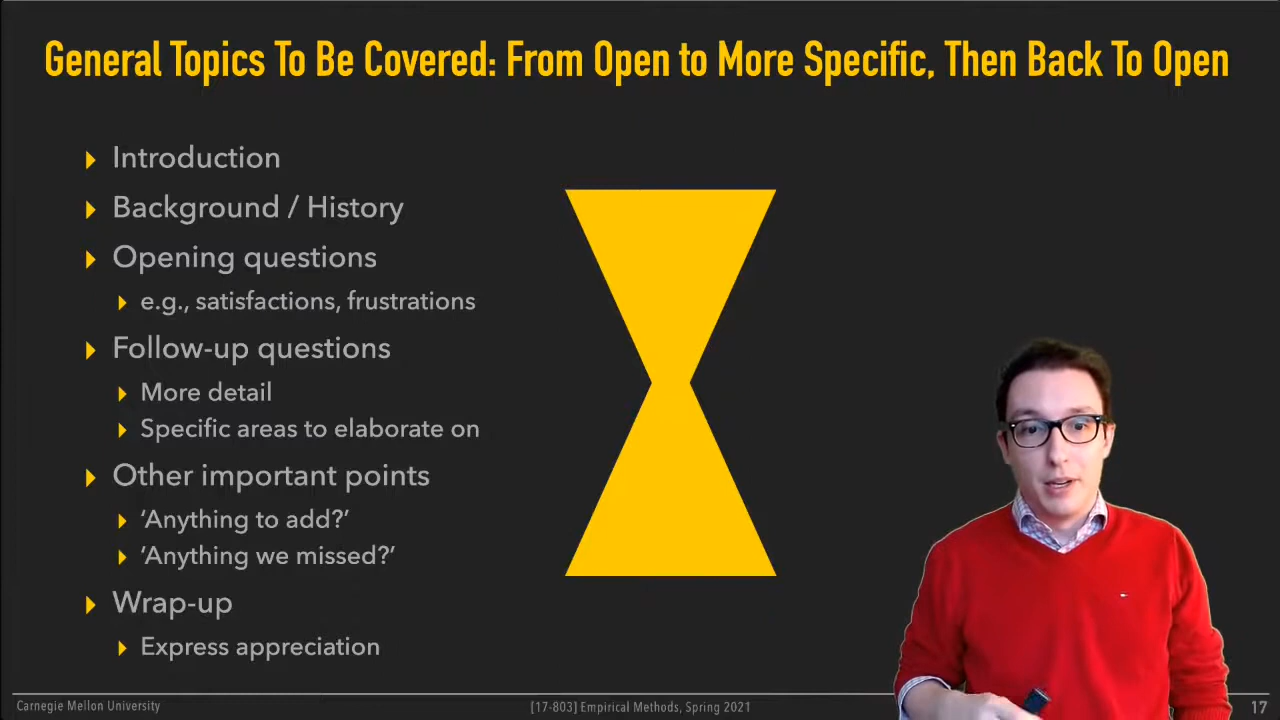 General Topics To Be Covered: From Open to More Specific, Then Back To Open
Introduction
Background / History
Opening questions
e.g., satisfactions, frustrations
Follow-up questions
More detail
Specific areas to elaborate on
Other important points
‘Anything to add?’
‘Anything we missed?’
Wrap-up
Express appreciation
Carnegie Mellon University
[17-803] Empirical Methods, Spring 2021
17